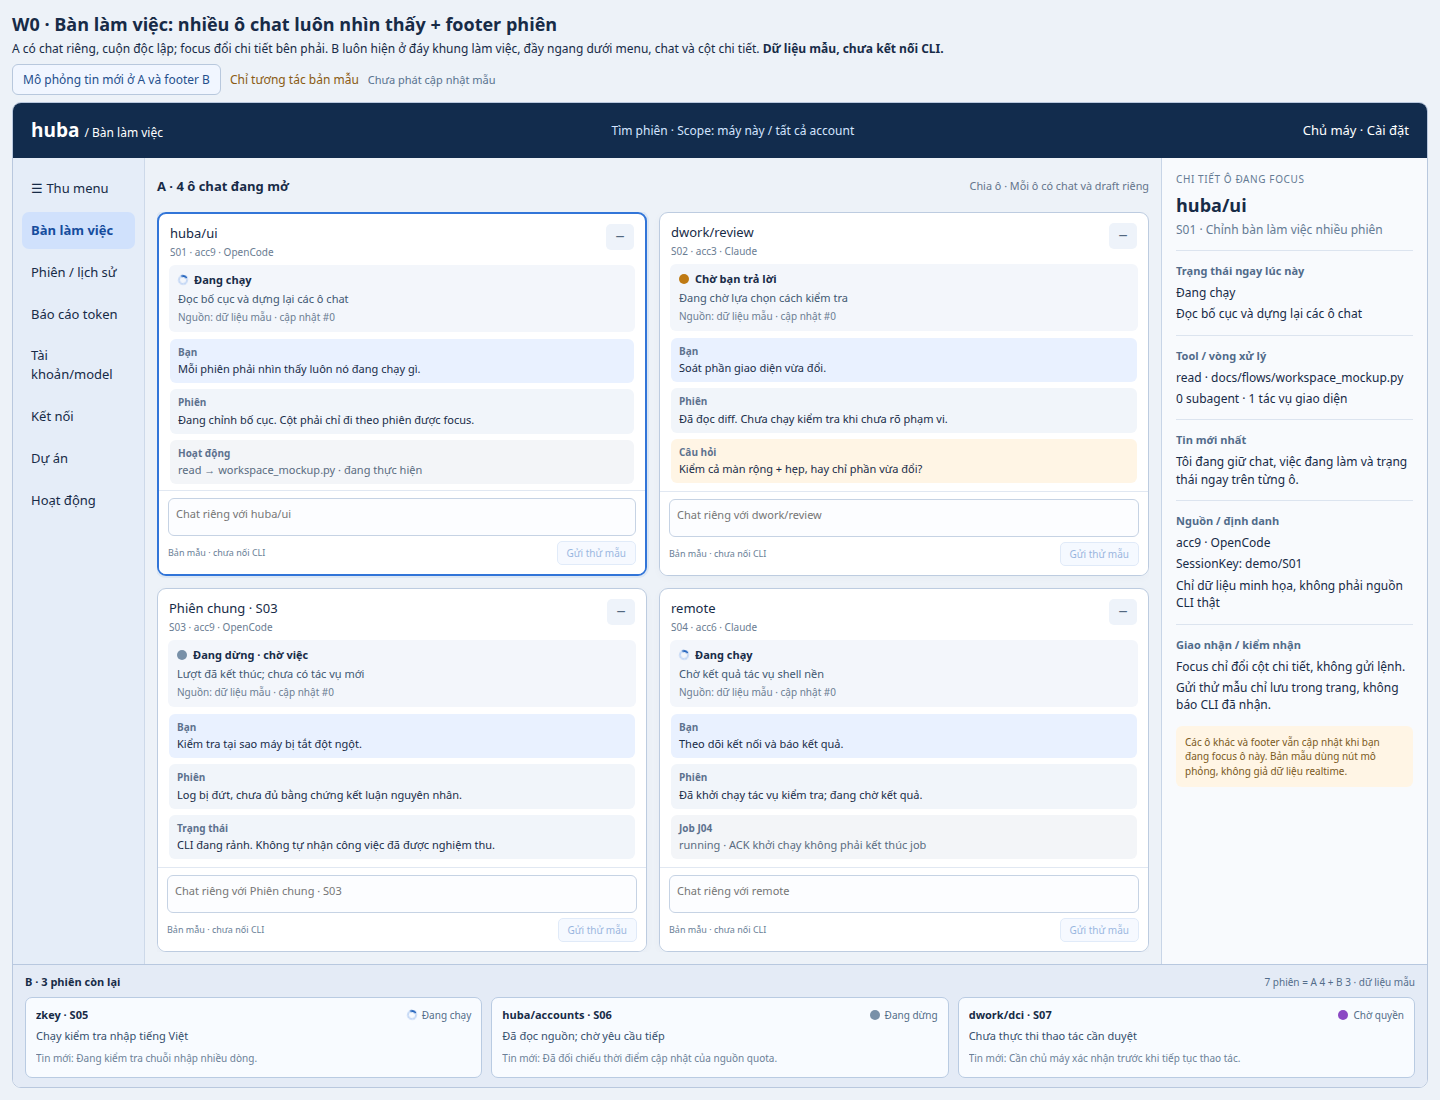 W0 · Bàn làm việc: nhiều ô chat luôn nhìn thấy + footer phiên
A có chat riêng, cuộn độc lập; focus đổi chi tiết bên phải. B luôn hiện ở đáy khung làm việc, đầy ngang dưới menu, chat và cột chi tiết. Dữ liệu mẫu, chưa kết nối CLI.
Mô phỏng tin mới ở A và footer B
Chỉ tương tác bản mẫu
Chưa phát cập nhật mẫu
huba / Bàn làm việc
Tìm phiên · Scope: máy này / tất cả account
Chủ máy · Cài đặt
☰ Thu menu
Bàn làm việc
Phiên / lịch sử
Báo cáo token
Tài
khoản/model
Kết nối
Dự án
Hoạt động
A · 4 ô chat đang mở
Chia ô · Mỗi ô có chat và draft riêng
huba/ui
–
S01 · acc9 · OpenCode
Đang chạy
Đọc bố cục và dựng lại các ô chat
Nguồn: dữ liệu mẫu · cập nhật #0
Bạn
Mỗi phiên phải nhìn thấy luôn nó đang chạy gì.
Phiên
Đang chỉnh bố cục. Cột phải chỉ đi theo phiên được focus.
Hoạt động
read → workspace_mockup.py · đang thực hiện
Chat riêng với huba/ui
Bản mẫu · chưa nối CLI
Gửi thử mẫu
dwork/review
–
S02 · acc3 · Claude
Chờ bạn trả lời
Đang chờ lựa chọn cách kiểm tra
Nguồn: dữ liệu mẫu · cập nhật #0
Bạn
Soát phần giao diện vừa đổi.
Phiên
Đã đọc diff. Chưa chạy kiểm tra khi chưa rõ phạm vi.
Câu hỏi
Kiểm cả màn rộng + hẹp, hay chỉ phần vừa đổi?
Chat riêng với dwork/review
Bản mẫu · chưa nối CLI
Gửi thử mẫu
Phiên chung · S03
–
S03 · acc9 · OpenCode
Đang dừng · chờ việc
Lượt đã kết thúc; chưa có tác vụ mới
Nguồn: dữ liệu mẫu · cập nhật #0
Bạn
Kiểm tra tại sao máy bị tắt đột ngột.
Phiên
Log bị đứt, chưa đủ bằng chứng kết luận nguyên nhân.
Trạng thái
CLI đang rảnh. Không tự nhận công việc đã được nghiệm thu.
Chat riêng với Phiên chung · S03
Bản mẫu · chưa nối CLI
Gửi thử mẫu
remote
–
S04 · acc6 · Claude
Đang chạy
Chờ kết quả tác vụ shell nền
Nguồn: dữ liệu mẫu · cập nhật #0
Bạn
Theo dõi kết nối và báo kết quả.
Phiên
Đã khởi chạy tác vụ kiểm tra; đang chờ kết quả.
Job J04
running · ACK khởi chạy không phải kết thúc job
Chat riêng với remote
Bản mẫu · chưa nối CLI
Gửi thử mẫu
CHI TIẾT Ô ĐANG FOCUS
huba/ui
S01 · Chỉnh bàn làm việc nhiều phiên
Trạng thái ngay lúc này
Đang chạy
Đọc bố cục và dựng lại các ô chat
Tool / vòng xử lý
read · docs/flows/workspace_mockup.py
0 subagent · 1 tác vụ giao diện
Tin mới nhất
Tôi đang giữ chat, việc đang làm và trạng
thái ngay trên từng ô.
Nguồn / định danh
acc9 · OpenCode
SessionKey: demo/S01
Chỉ dữ liệu minh họa, không phải nguồn
CLI thật
Giao nhận / kiểm nhận
Focus chỉ đổi cột chi tiết, không gửi lệnh.
Gửi thử mẫu chỉ lưu trong trang, không
báo CLI đã nhận.
Các ô khác và footer vẫn cập nhật khi bạn
đang focus ô này. Bản mẫu dùng nút mô
phỏng, không giả dữ liệu realtime.
B · 3 phiên còn lại
7 phiên = A 4 + B 3 · dữ liệu mẫu
zkey · S05
Đang chạy
Chạy kiểm tra nhập tiếng Việt
Tin mới: Đang kiểm tra chuỗi nhập nhiều dòng.
huba/accounts · S06
Đang dừng
Đã đọc nguồn; chờ yêu cầu tiếp
Tin mới: Đã đối chiếu thời điểm cập nhật của nguồn quota.
dwork/dci · S07
Chờ quyền
Chưa thực thi thao tác cần duyệt
Tin mới: Cần chủ máy xác nhận trước khi tiếp tục thao tác.